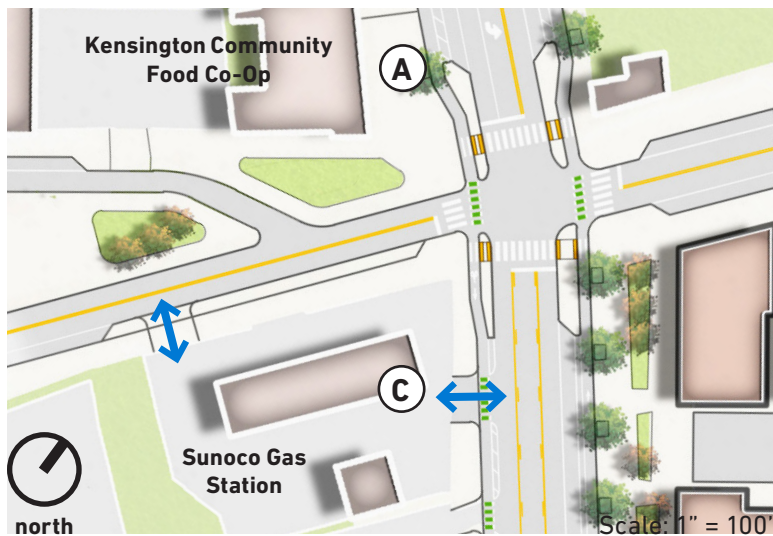 Kensington Community
Food Co-Op
A
C
Sunoco Gas
Station
north
Scale: 1” = 100’